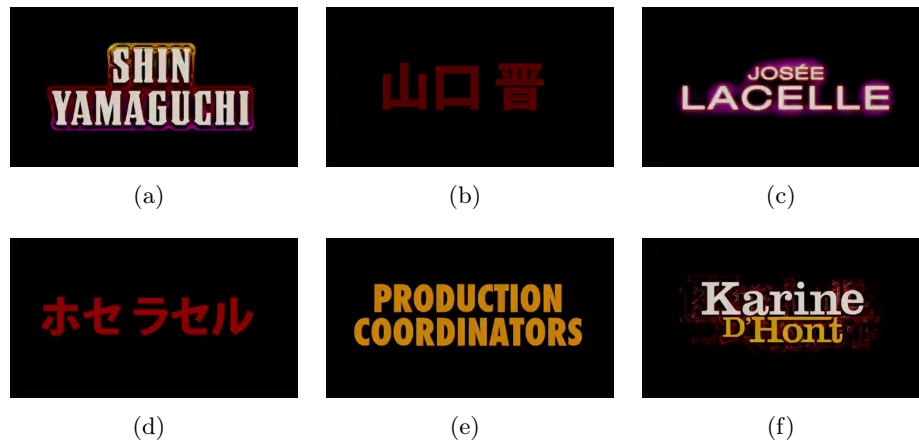 SHIN
YAMAGUCHI
(a)
山口 晋
(b)
JOSÉE
LACELLE
(c)
ホセ ラセル
(d)
PRODUCTION
COORDINATORS
(e)
Karine
D'Hont
(f)